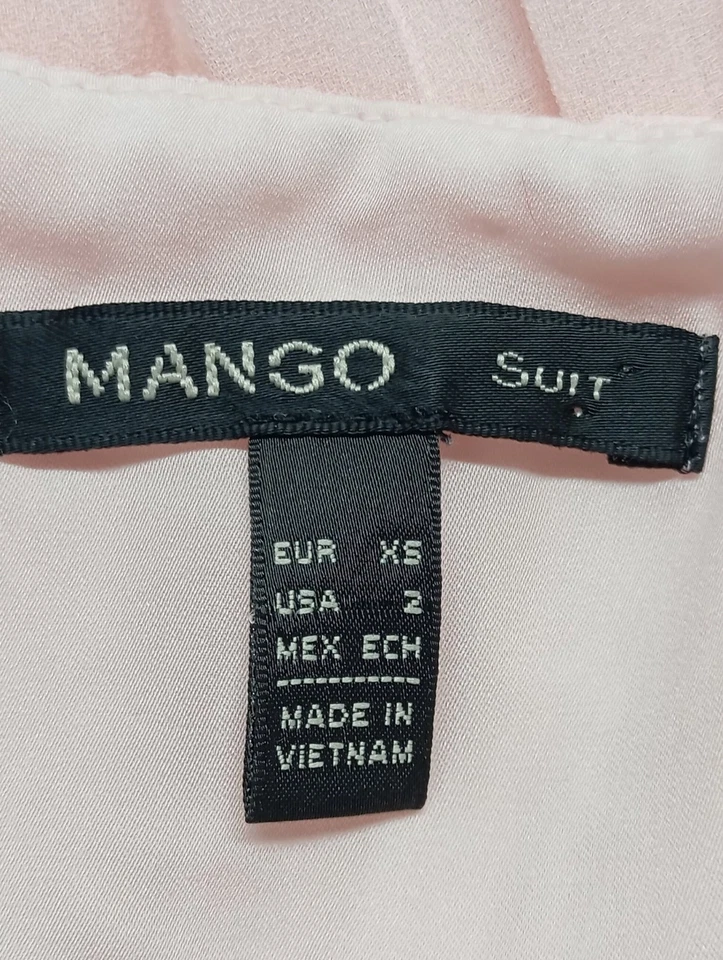 MANGO SUIT
EUR XS
USA 2
MEX ECH
MADE IN
VIETNAM